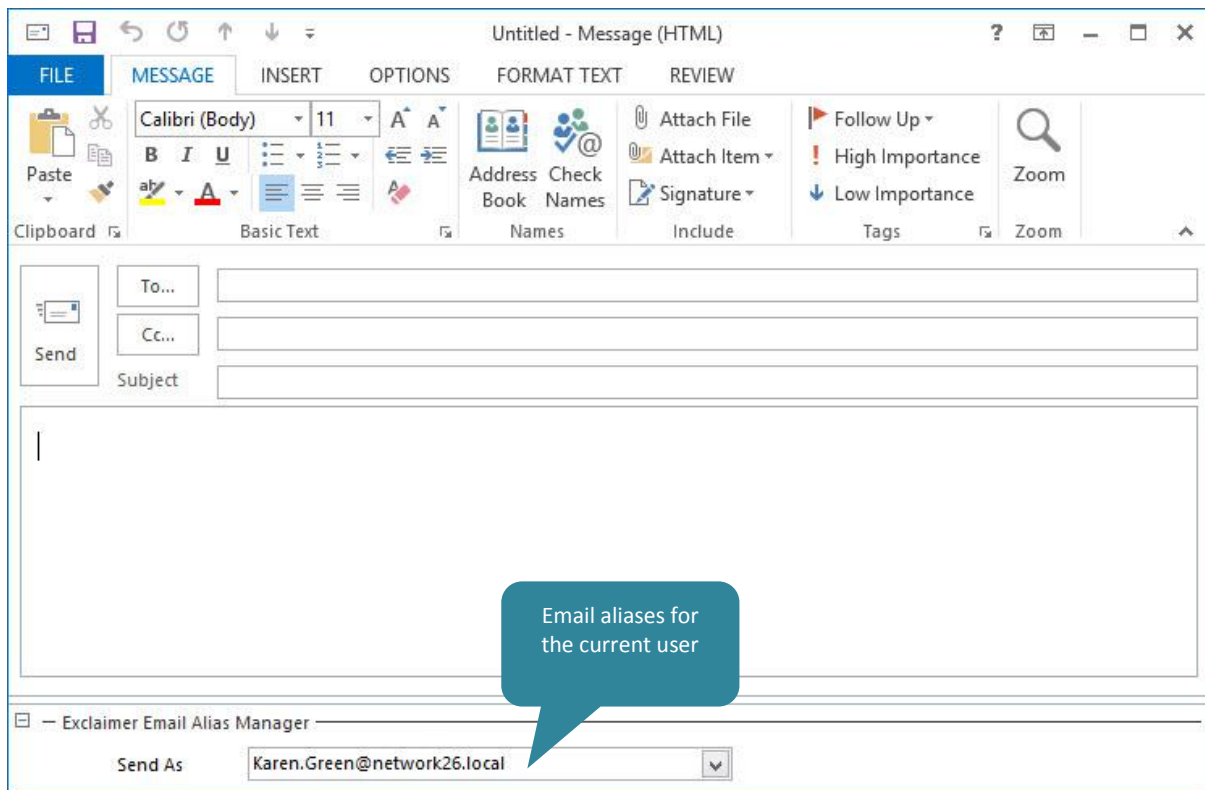 Untitled - Message (HTML)
?
FILE MESSAGE INSERT OPTIONS FORMAT TEXT REVIEW
Paste
Clipboard
Calibri (Body) 11 A A
B I U
aby A
Basic Text
Address Book
Check Names
Names
Attach File
Attach Item
Signature
Include
Follow Up
! High Importance
Low Importance
Tags
Zoom
Zoom
Send
To...
Cc...
Subject
Email aliases for
the current user
Exclaimer Email Alias Manager
Send As Karen.Green@network26.local